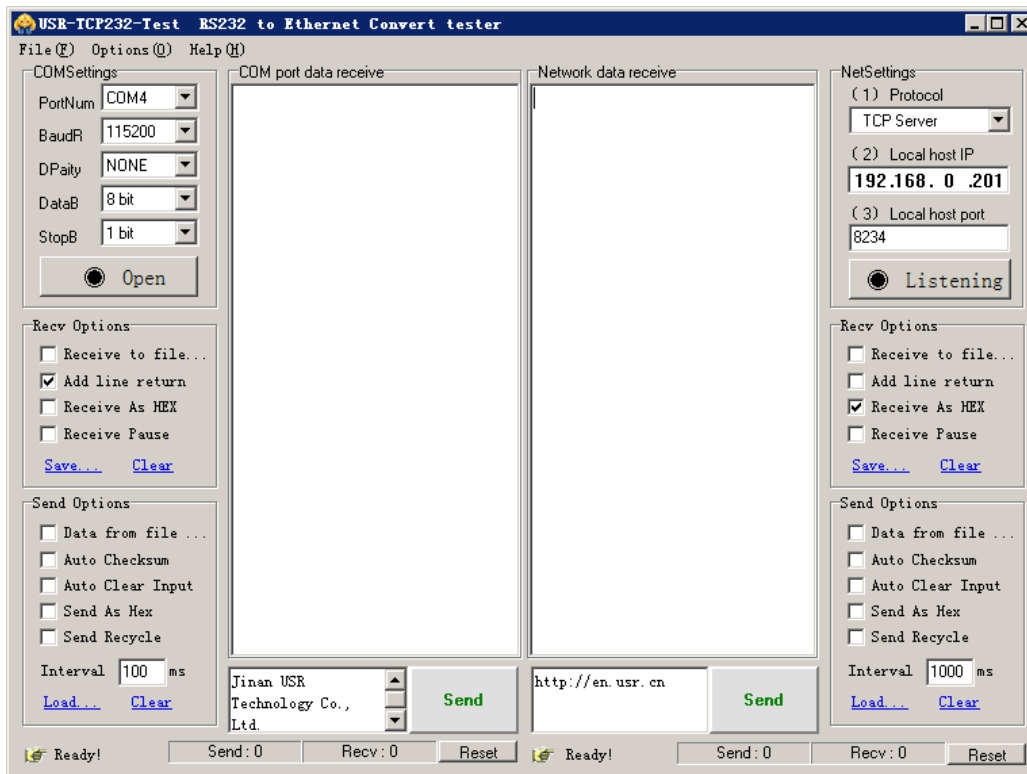 USR-TCP232-Test   RS232 to Ethernet Convert tester
File(F)  Options(O)  Help(H)
COMSettings
PortNum COM4
BaudR 115200
DPaity NONE
DataB 8 bit
StopB 1 bit
Open
Recv Options
Receive to file...
Add line return
Receive As HEX
Receive Pause
Save... Clear
Send Options
Data from file ...
Auto Checksum
Auto Clear Input
Send As Hex
Send Recycle
Interval 100 ms
Load... Clear
COM port data receive
Jinan USR
Technology Co.,
Ltd.
Send
Network data receive
http://en.usr.cn
Send
NetSettings
(1) Protocol
TCP Server
(2) Local host IP
192.168. 0 .201
(3) Local host port
8234
Listening
Recv Options
Receive to file...
Add line return
Receive As HEX
Receive Pause
Save... Clear
Send Options
Data from file ...
Auto Checksum
Auto Clear Input
Send As Hex
Send Recycle
Interval 1000 ms
Load... Clear
Ready! Send : 0 Recv : 0 Reset
Ready! Send : 0 Recv : 0 Reset